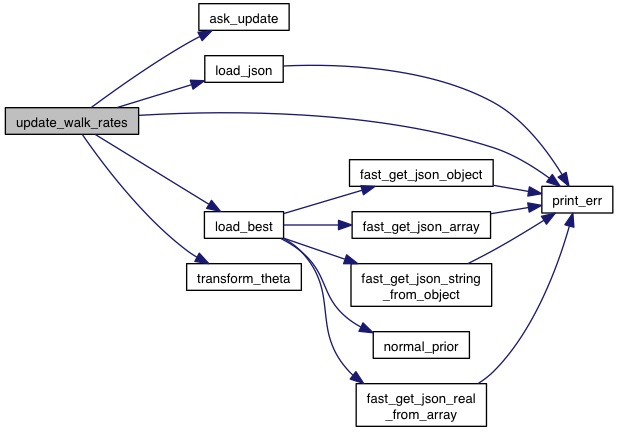 ask_update
load_json
update_walk_rates
fast_get_json_object
print_err
load_best
fast_get_json_array
transform_theta
fast_get_json_string
_from_object
normal_prior
fast_get_json_real
_from_array